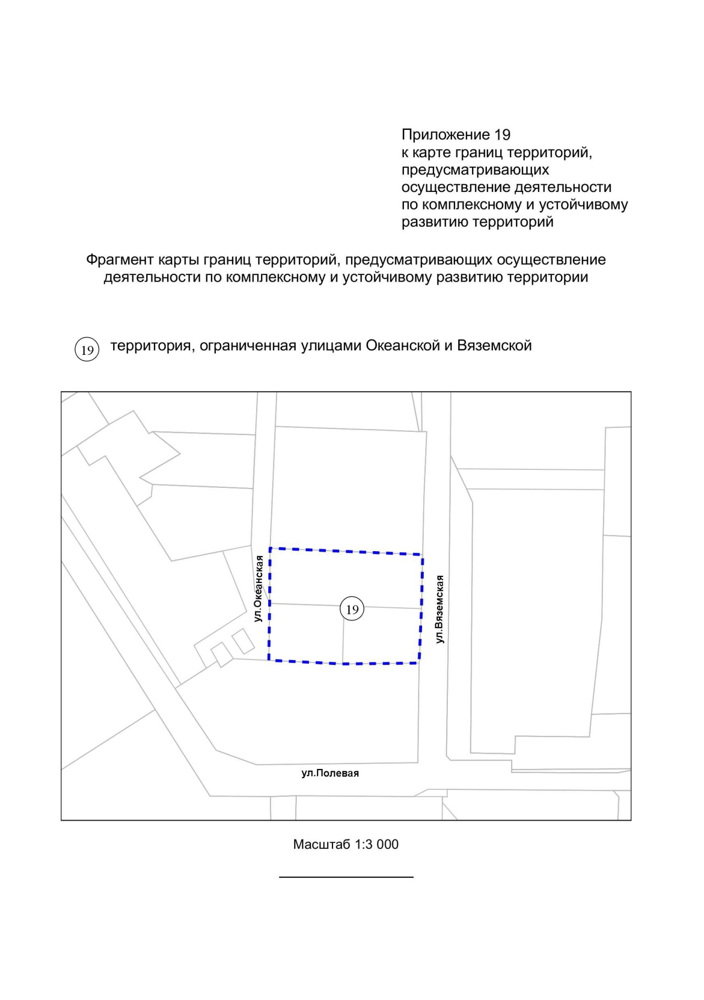 Приложение 19
к карте границ территорий,
предусматривающих
осуществление деятельности
по комплексному и устойчивому
развитию территорий
Фрагмент карты границ территорий, предусматривающих осуществление
деятельности по комплексному и устойчивому развитию территории
19 территория, ограниченная улицами Океанской и Вяземской
ул.Океанская
19
ул.Вяземская
ул.Полевая
Масштаб 1:3 000